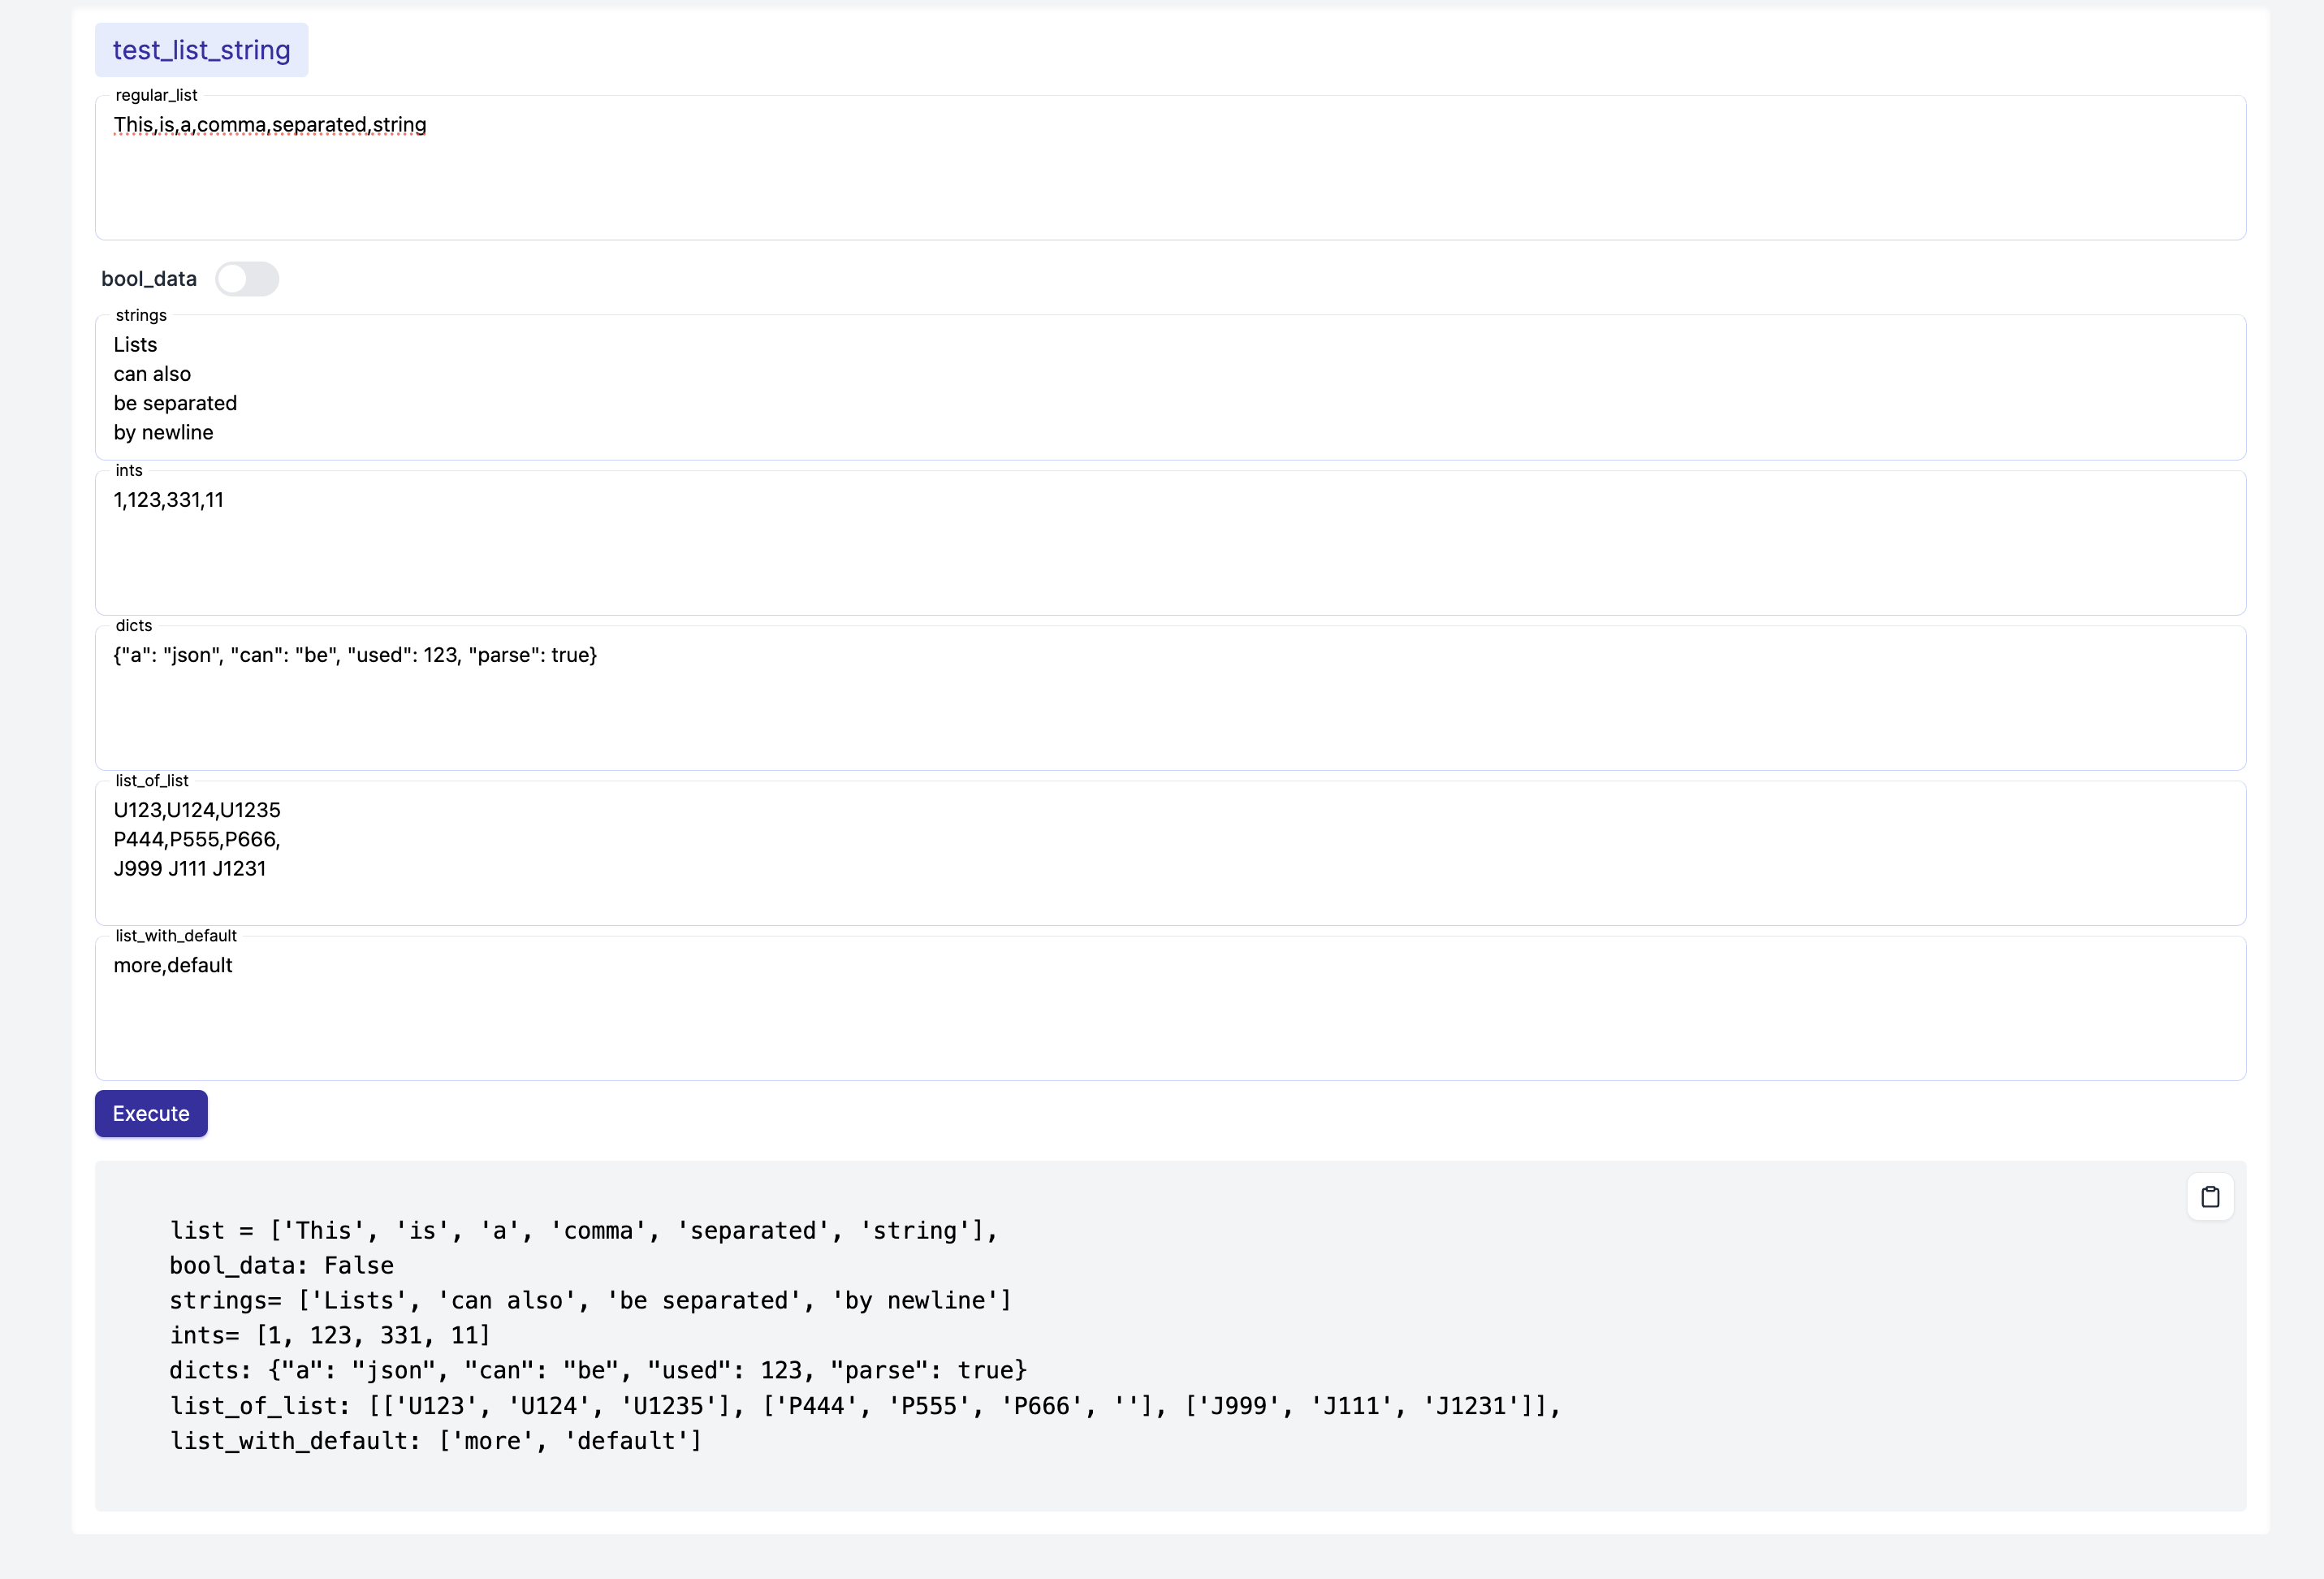 test_list_string
regular_list
This,is,a,comma,separated,string
bool_data
strings
Lists
can also
be separated
by newline
ints
1,123,331,11
dicts
{"a": "json", "can": "be", "used": 123, "parse": true}
list_of_list
U123,U124,U1235
P444,P555,P666,
J999 J111 J1231
list_with_default
more,default
Execute
list = ['This', 'is', 'a', 'comma', 'separated', 'string'],
bool_data: False
strings= ['Lists', 'can also', 'be separated', 'by newline']
ints= [1, 123, 331, 11]
dicts: {"a": "json", "can": "be", "used": 123, "parse": true}
list_of_list: [['U123', 'U124', 'U1235'], ['P444', 'P555', 'P666', ''], ['J999', 'J111', 'J1231']],
list_with_default: ['more', 'default']